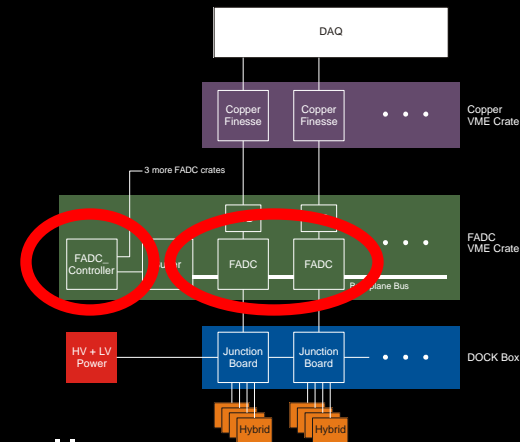 DAQ
Copper
Finesse
Copper
Finesse
Copper
VME Crate
3 more FADC crates
FADC_
Controller
FADC
FADC
FADC
VME Crate
Bus
HV + LV
Power
Junction
Board
Junction
Board
DOCK Box
Hybrid
Hybrid